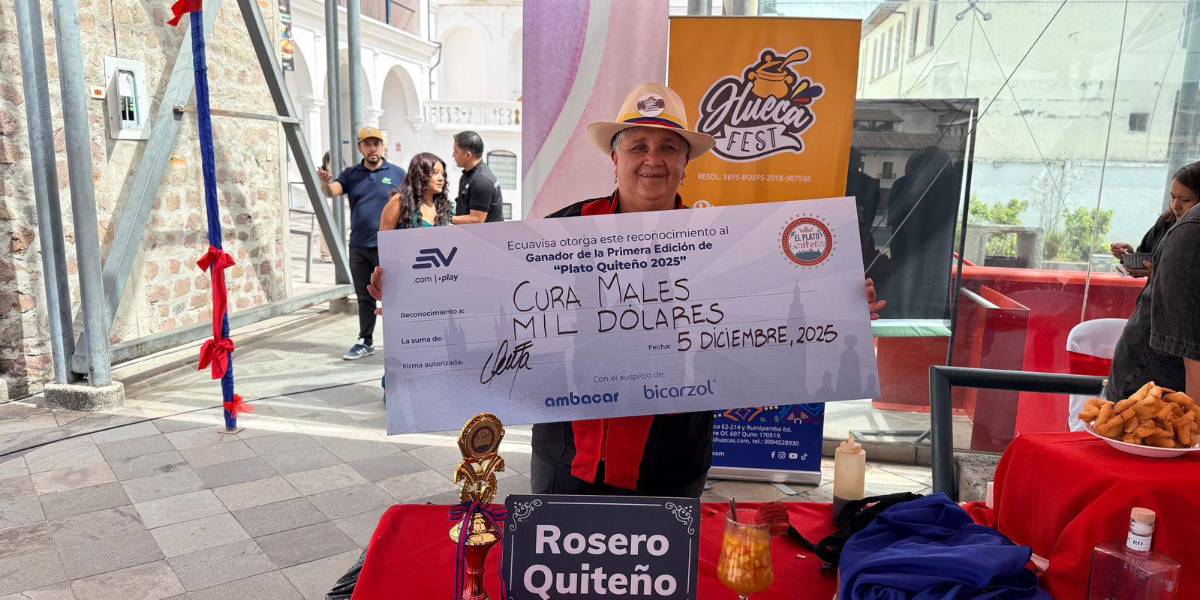 Hueca
FEST
RESOL. SEPS-ROEPS-2018-907556
.com | •play
Ecuavisa otorga este reconocimiento al
Ganador de la Primera Edición de
"Plato Quiteño 2025"
EL PLATO
Reconocimiento a:
CURA MALES
La suma de:
MIL DÓLARES
Firma autorizada:
Fecha:
5 DICIEMBRE, 2025
Con el auspicio de:
ambacar
bicarzol
Rosero
Quiteño